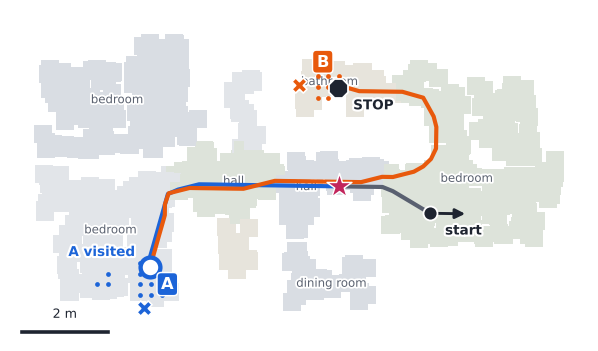 B
bathroom
STOP
bedroom
hall
hall
bedroom
bedroom
start
A visited
A
dining room
2 m